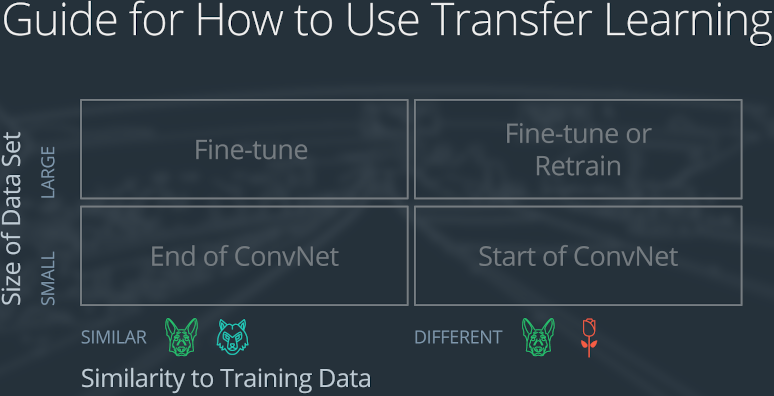 Guide for How to Use Transfer Learning
Size of Data Set
LARGE
Fine-tune
Fine-tune or
Retrain
SMALL
End of ConvNet
Start of ConvNet
SIMILAR
DIFFERENT
Similarity to Training Data